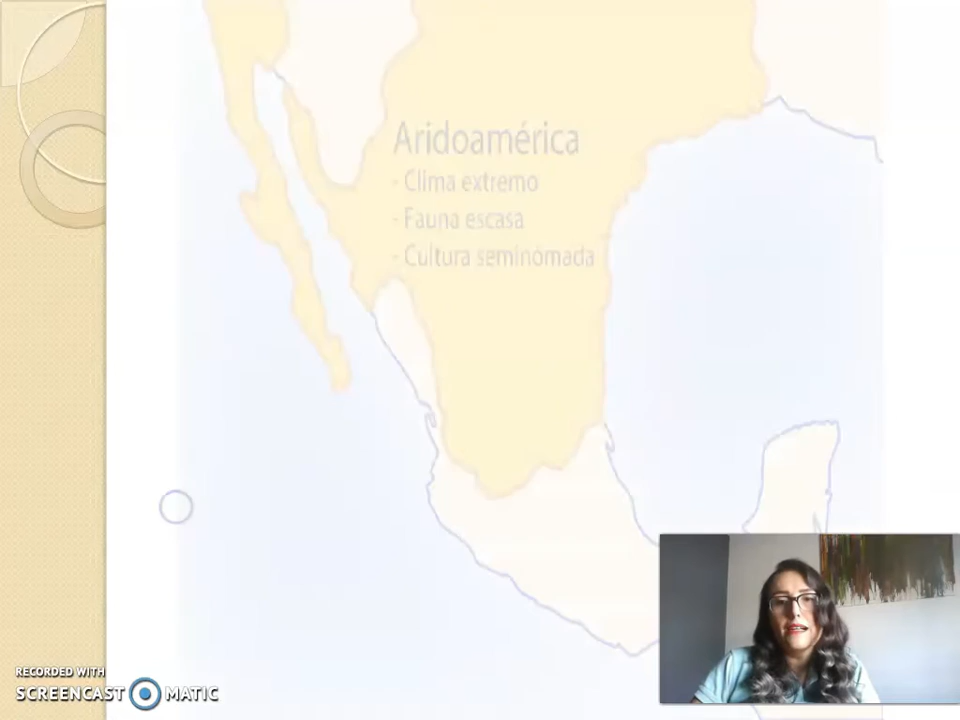 Aridoamérica
- Clima extremo
- Fauna escasa
- Cultura seminómada
RECORDED WITH
SCREENCAST MATIC